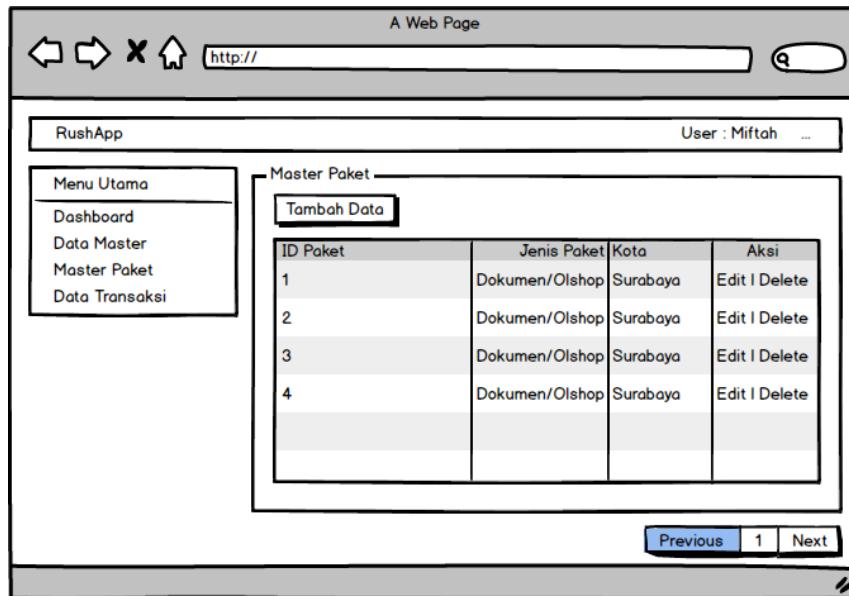 A Web Page
http://
RushApp User : Miftah ...
Menu Utama
Dashboard
Data Master
Master Paket
Data Transaksi
Master Paket
Tambah Data
ID Paket Jenis Paket Kota Aksi
1 Dokumen/Olshop Surabaya Edit | Delete
2 Dokumen/Olshop Surabaya Edit | Delete
3 Dokumen/Olshop Surabaya Edit | Delete
4 Dokumen/Olshop Surabaya Edit | Delete
Previous 1 Next